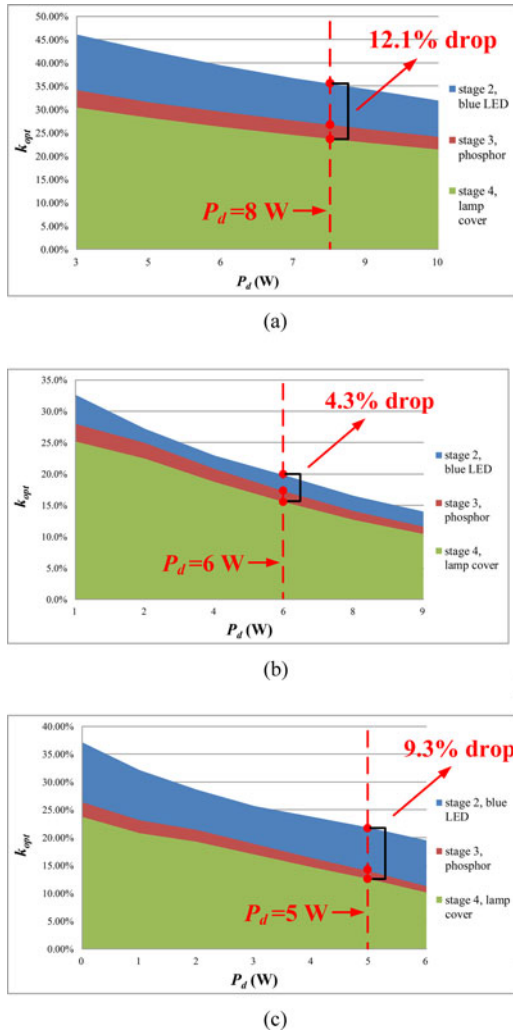 50.00%
45.00%
40.00%
35.00%
30.00%
25.00%
20.00%
15.00%
10.00%
5.00%
0.00%
k_opt
12.1% drop
P_d =8 W
stage 2,
blue LED
stage 3,
phosphor
stage 4,
lamp
cover
3 5 7 9 10
P_d (W)
(a)
35.0%
30.0%
25.0%
20.0%
15.0%
10.0%
5.0%
0.0%
k_opt
4.3% drop
P_d =6 W
stage 2,
blue LED
stage 3,
phosphor
stage 4,
lamp cover
1 2 4 6 8 9
P_d (W)
(b)
40.00%
35.00%
30.00%
25.00%
20.00%
15.00%
10.00%
5.00%
0.00%
k_opt
9.3% drop
P_d =5 W
stage 2, blue
LED
stage 3,
phosphor
stage 4, lamp
cover
0 1 2 3 4 5 6
P_d (W)
(c)